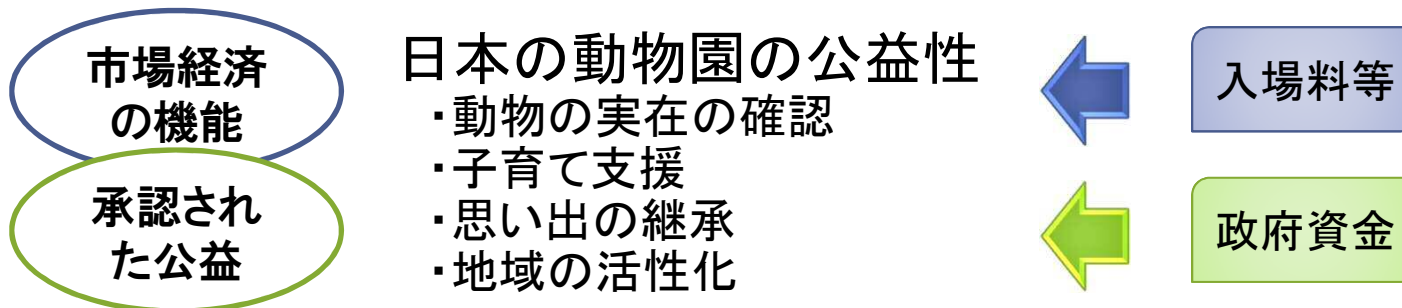 市場経済
の機能
承認され
た公益
日本の動物園の公益性
・動物の実在の確認
・子育て支援
・思い出の継承
・地域の活性化
入場料等
政府資金